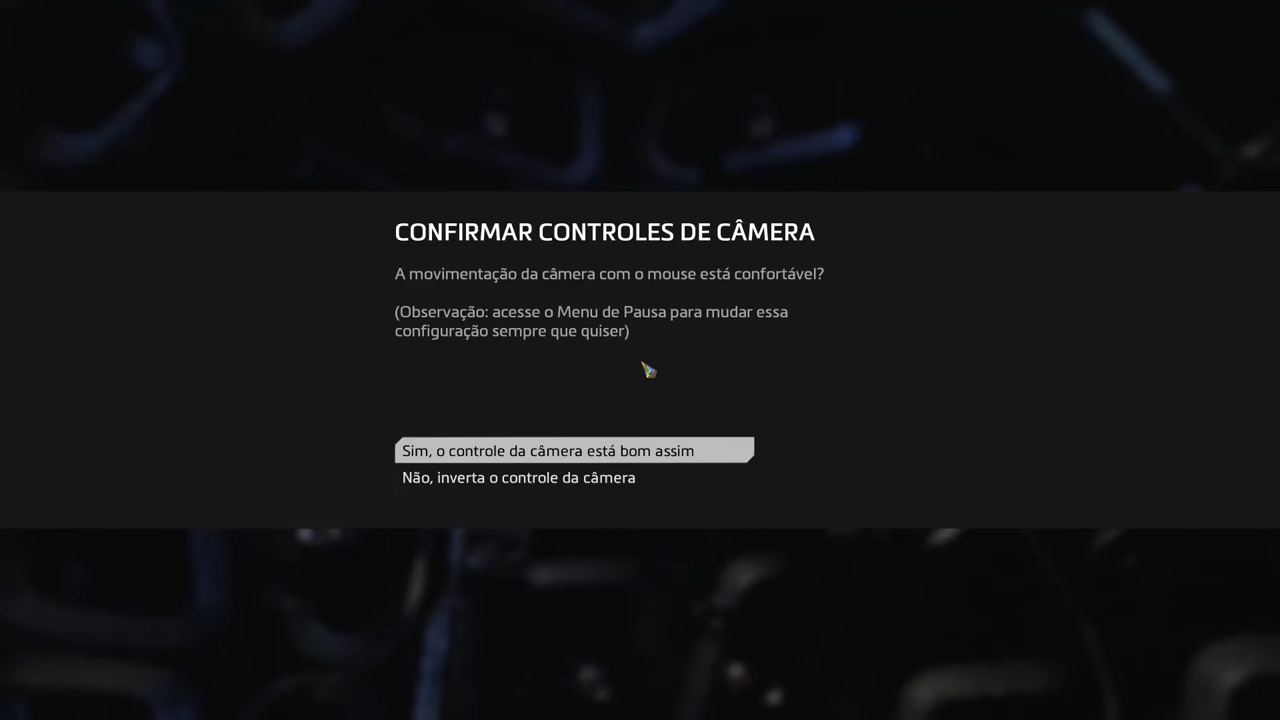 CONFIRMAR CONTROLES DE CÂMERA
A movimentação da câmera com o mouse está confortável?
(Observação: acesse o Menu de Pausa para mudar essa
configuração sempre que quiser)
Sim, o controle da câmera está bom assim
Não, inverta o controle da câmera